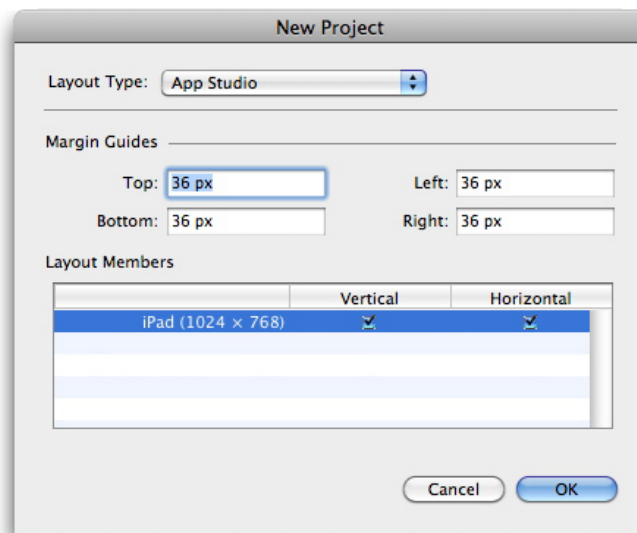 New Project
Layout Type: App Studio
Margin Guides
Top: 36 px Left: 36 px
Bottom: 36 px Right: 36 px
Layout Members
Vertical Horizontal
iPad (1024 × 768)
Cancel OK